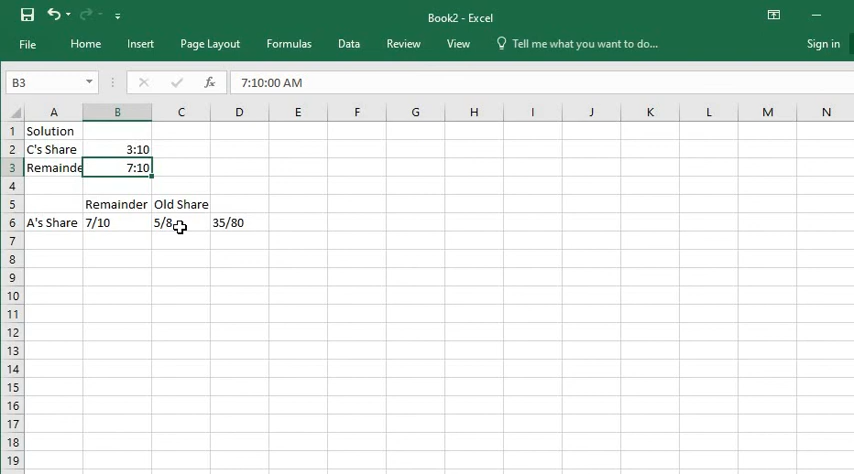 Book2 - Excel
File Home Insert Page Layout Formulas Data Review View Tell me what you want to do... Sign in
B3 fx 7:10:00 AM
A B C D E F G H I J K L M N
1 Solution
2 C's Share 3:10
3 Remainde 7:10
4
5 Remainder Old Share
6 A's Share 7/10 5/8 35/80
7
8
9
10
11
12
13
14
15
16
17
18
19